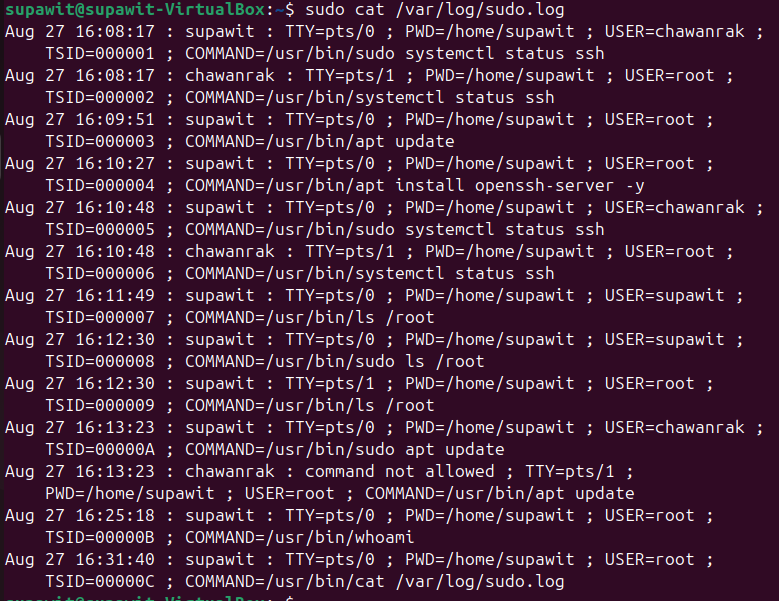 supawit@supawit-VirtualBox:~$ sudo cat /var/log/sudo.log
Aug 27 16:08:17 : supawit : TTY=pts/0 ; PWD=/home/supawit ; USER=chawanrak ;
    TSID=000001 ; COMMAND=/usr/bin/sudo systemctl status ssh
Aug 27 16:08:17 : chawanrak : TTY=pts/1 ; PWD=/home/supawit ; USER=root ;
    TSID=000002 ; COMMAND=/usr/bin/systemctl status ssh
Aug 27 16:09:51 : supawit : TTY=pts/0 ; PWD=/home/supawit ; USER=root ;
    TSID=000003 ; COMMAND=/usr/bin/apt update
Aug 27 16:10:27 : supawit : TTY=pts/0 ; PWD=/home/supawit ; USER=root ;
    TSID=000004 ; COMMAND=/usr/bin/apt install openssh-server -y
Aug 27 16:10:48 : supawit : TTY=pts/0 ; PWD=/home/supawit ; USER=chawanrak ;
    TSID=000005 ; COMMAND=/usr/bin/sudo systemctl status ssh
Aug 27 16:10:48 : chawanrak : TTY=pts/1 ; PWD=/home/supawit ; USER=root ;
    TSID=000006 ; COMMAND=/usr/bin/systemctl status ssh
Aug 27 16:11:49 : supawit : TTY=pts/0 ; PWD=/home/supawit ; USER=supawit ;
    TSID=000007 ; COMMAND=/usr/bin/ls /root
Aug 27 16:12:30 : supawit : TTY=pts/0 ; PWD=/home/supawit ; USER=supawit ;
    TSID=000008 ; COMMAND=/usr/bin/sudo ls /root
Aug 27 16:12:30 : supawit : TTY=pts/1 ; PWD=/home/supawit ; USER=root ;
    TSID=000009 ; COMMAND=/usr/bin/ls /root
Aug 27 16:13:23 : supawit : TTY=pts/0 ; PWD=/home/supawit ; USER=chawanrak ;
    TSID=00000A ; COMMAND=/usr/bin/sudo apt update
Aug 27 16:13:23 : chawanrak : command not allowed ; TTY=pts/1 ;
    PWD=/home/supawit ; USER=root ; COMMAND=/usr/bin/apt update
Aug 27 16:25:18 : supawit : TTY=pts/0 ; PWD=/home/supawit ; USER=root ;
    TSID=00000B ; COMMAND=/usr/bin/whoami
Aug 27 16:31:40 : supawit : TTY=pts/0 ; PWD=/home/supawit ; USER=root ;
    TSID=00000C ; COMMAND=/usr/bin/cat /var/log/sudo.log
supawit@supawit-VirtualBox:~$